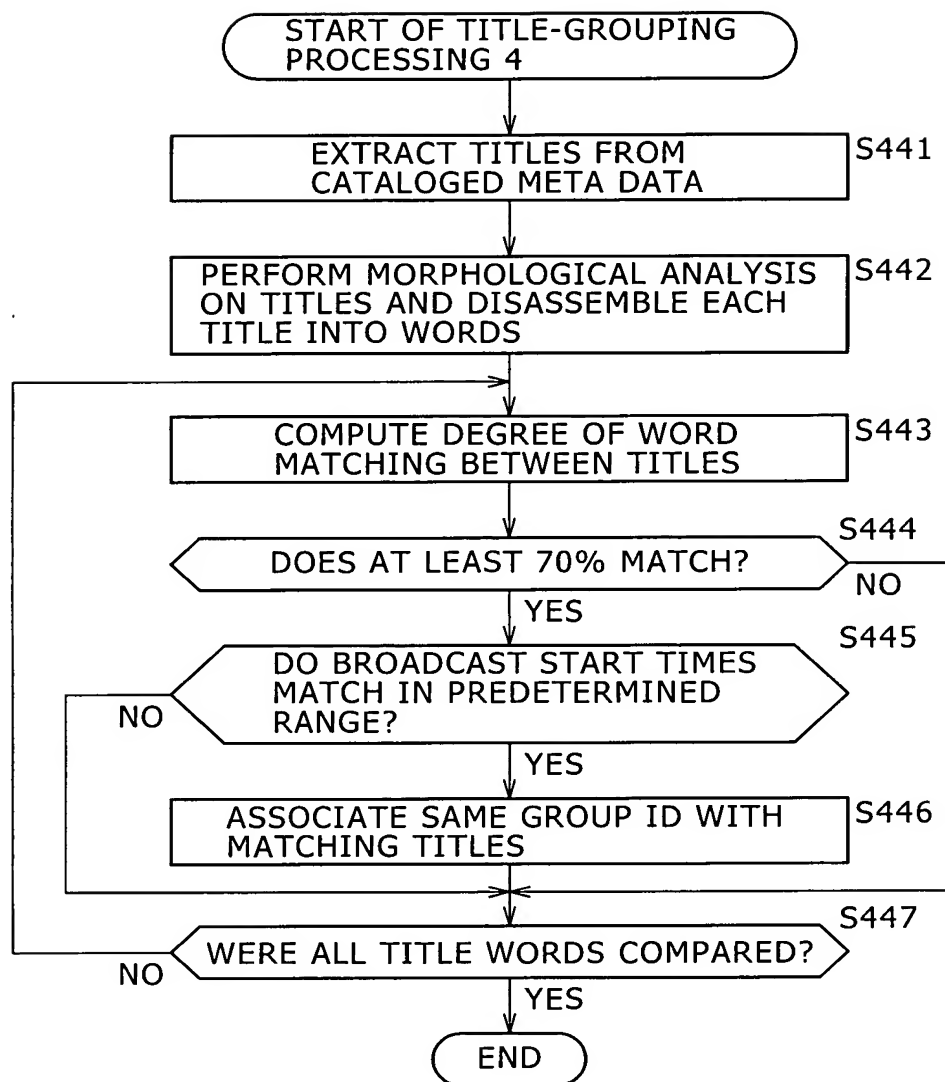 START OF TITLE-GROUPING
PROCESSING 4
EXTRACT TITLES FROM
CATALOGED META DATA
S441
PERFORM MORPHOLOGICAL ANALYSIS
ON TITLES AND DISASSEMBLE EACH
TITLE INTO WORDS
S442
COMPUTE DEGREE OF WORD
MATCHING BETWEEN TITLES
S443
DOES AT LEAST 70% MATCH?
S444
NO
YES
DO BROADCAST START TIMES
MATCH IN PREDETERMINED
RANGE?
S445
NO
YES
ASSOCIATE SAME GROUP ID WITH
MATCHING TITLES
S446
WERE ALL TITLE WORDS COMPARED?
S447
NO
YES
END